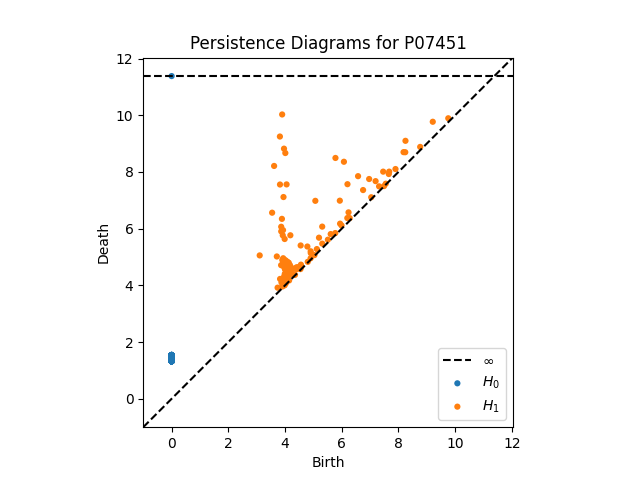 Persistence Diagrams for P07451
12
10
8
6
4
2
0
Death
0 2 4 6 8 10 12
Birth
∞
H₀
H₁